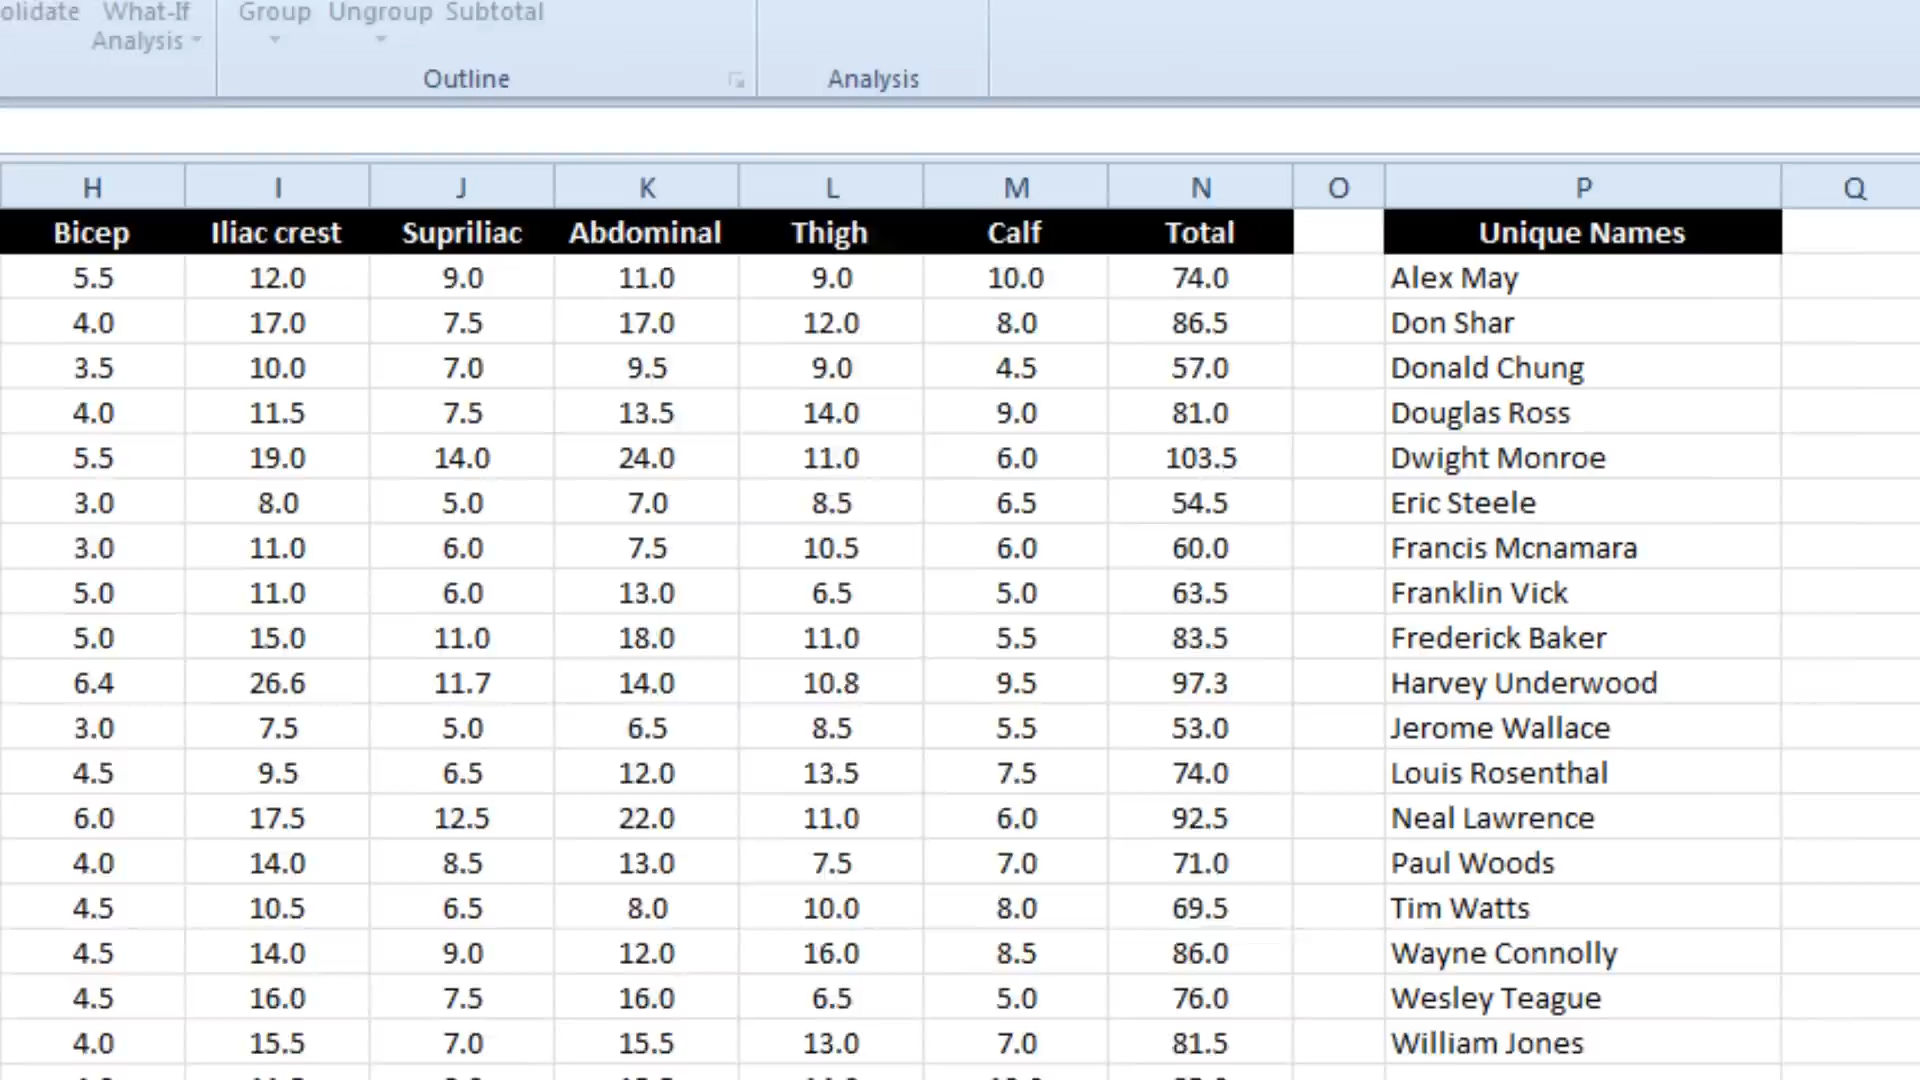 olidate What-If Analysis Group Ungroup Subtotal
Outline Analysis
H I J K L M N O P Q
Bicep Iliac crest Supriliac Abdominal Thigh Calf Total Unique Names
5.5 12.0 9.0 11.0 9.0 10.0 74.0 Alex May
4.0 17.0 7.5 17.0 12.0 8.0 86.5 Don Shar
3.5 10.0 7.0 9.5 9.0 4.5 57.0 Donald Chung
4.0 11.5 7.5 13.5 14.0 9.0 81.0 Douglas Ross
5.5 19.0 14.0 24.0 11.0 6.0 103.5 Dwight Monroe
3.0 8.0 5.0 7.0 8.5 6.5 54.5 Eric Steele
3.0 11.0 6.0 7.5 10.5 6.0 60.0 Francis Mcnamara
5.0 11.0 6.0 13.0 6.5 5.0 63.5 Franklin Vick
5.0 15.0 11.0 18.0 11.0 5.5 83.5 Frederick Baker
6.4 26.6 11.7 14.0 10.8 9.5 97.3 Harvey Underwood
3.0 7.5 5.0 6.5 8.5 5.5 53.0 Jerome Wallace
4.5 9.5 6.5 12.0 13.5 7.5 74.0 Louis Rosenthal
6.0 17.5 12.5 22.0 11.0 6.0 92.5 Neal Lawrence
4.0 14.0 8.5 13.0 7.5 7.0 71.0 Paul Woods
4.5 10.5 6.5 8.0 10.0 8.0 69.5 Tim Watts
4.5 14.0 9.0 12.0 16.0 8.5 86.0 Wayne Connolly
4.5 16.0 7.5 16.0 6.5 5.0 76.0 Wesley Teague
4.0 15.5 7.0 15.5 13.0 7.0 81.5 William Jones